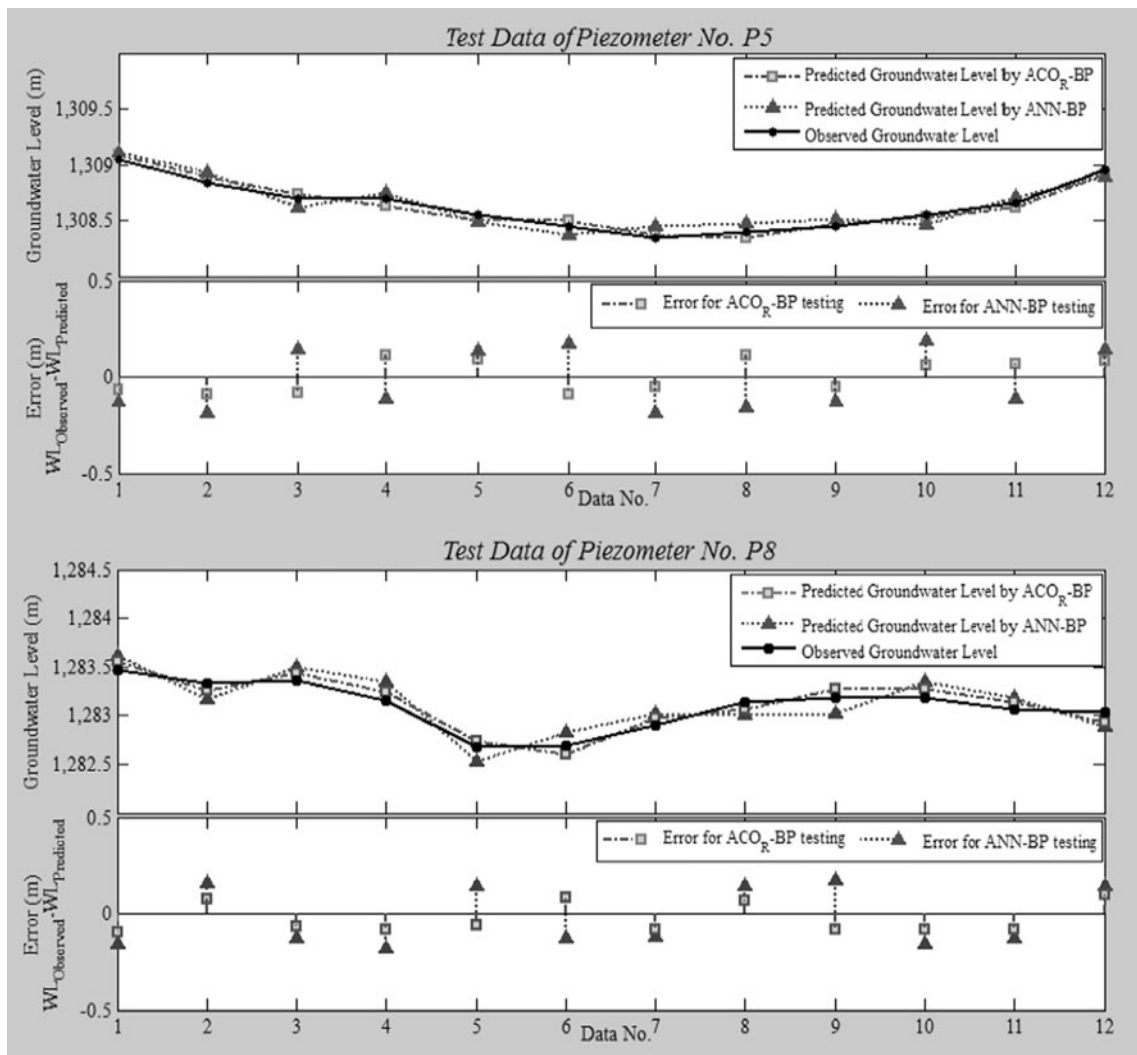 Test Data of Piezometer No. P5
Groundwater Level (m)
1,309.5
1,309
1,308.5
Predicted Groundwater Level by ACOR-BP
Predicted Groundwater Level by ANN-BP
Observed Groundwater Level
Error (m)
WLObserved-WLPredicted
0.5
0
-0.5
Error for ACOR-BP testing
Error for ANN-BP testing
1 2 3 4 5 6 7 8 9 10 11 12
Data No.
Test Data of Piezometer No. P8
Groundwater Level (m)
1,284.5
1,284
1,283.5
1,283
1,282.5
Predicted Groundwater Level by ACOR-BP
Predicted Groundwater Level by ANN-BP
Observed Groundwater Level
Error (m)
WLObserved-WLPredicted
0.5
0
-0.5
Error for ACOR-BP testing
Error for ANN-BP testing
1 2 3 4 5 6 7 8 9 10 11 12
Data No.